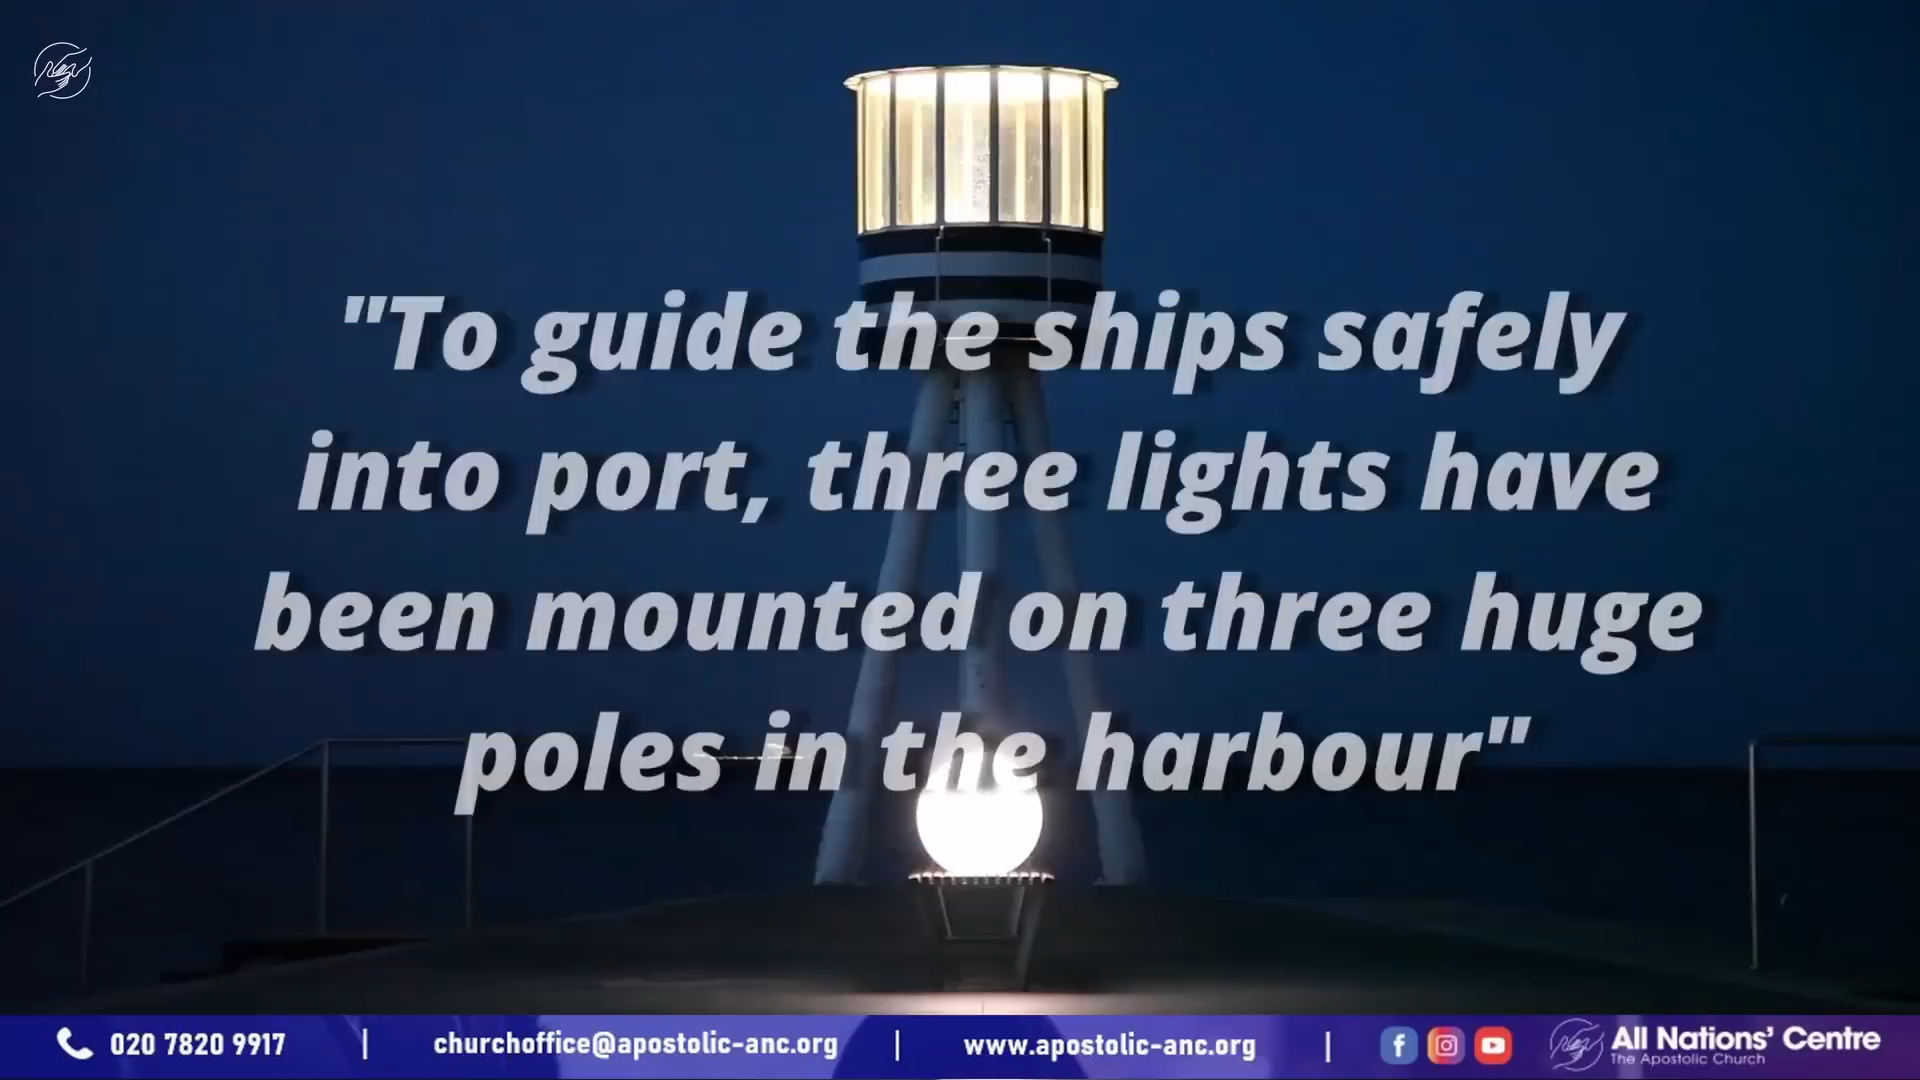 "To guide the ships safely
into port, three lights have
been mounted on three huge
poles in the harbour"
020 7820 9917 | churchoffice@apostolic-anc.org | www.apostolic-anc.org | All Nations' Centre
The Apostolic Church